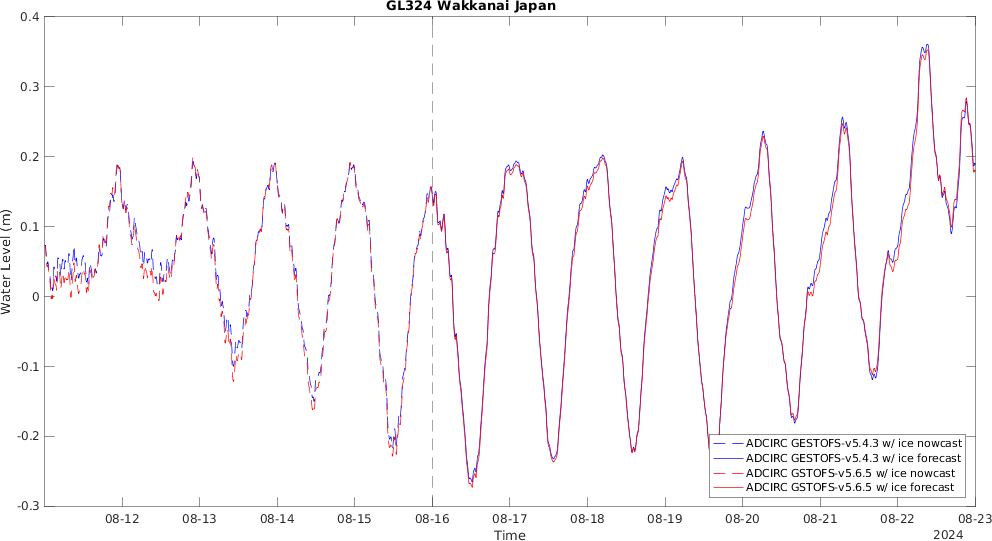 GL324 Wakkanai Japan
0.4
0.3
0.2
0.1
0
-0.1
-0.2
-0.3
Water Level (m)
08-12 08-13 08-14 08-15 08-16 08-17 08-18 08-19 08-20 08-21 08-22 08-23
Time
2024
ADCIRC GESTOFS-v5.4.3 w/ ice nowcast
ADCIRC GESTOFS-v5.4.3 w/ ice forecast
ADCIRC GSTOFS-v5.6.5 w/ ice nowcast
ADCIRC GSTOFS-v5.6.5 w/ ice forecast